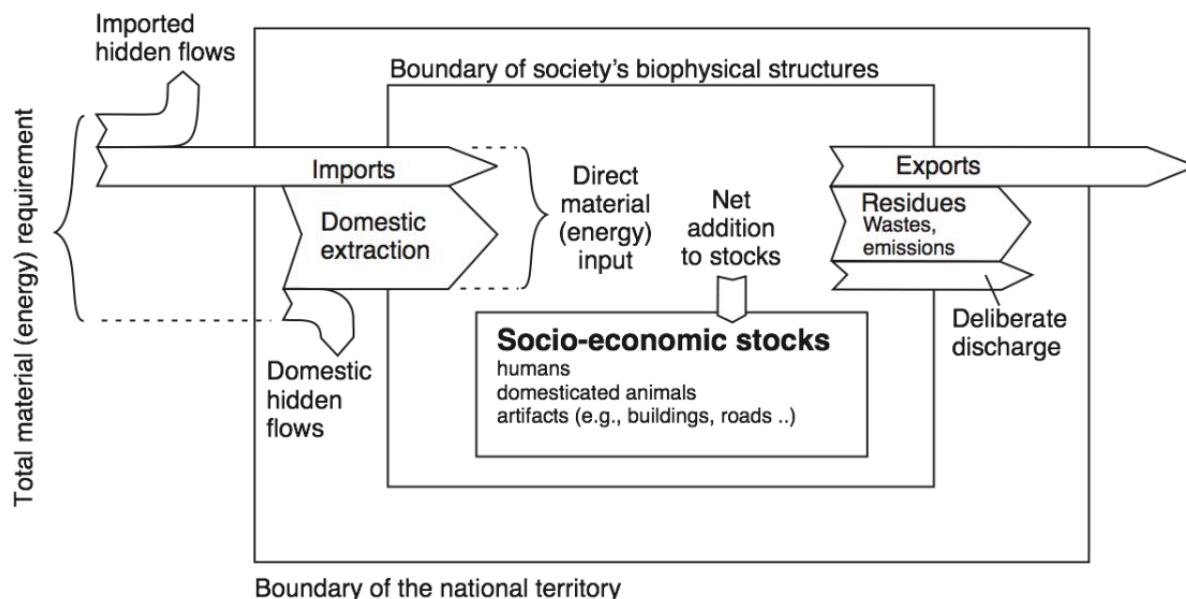 Imported
hidden flows
Boundary of society's biophysical structures
Total material (energy) requirement
Imports
Domestic
extraction
Direct
material
(energy)
input
Net
addition
to stocks
Exports
Residues
Wastes,
emissions
Deliberate
discharge
Domestic
hidden
flows
Socio-economic stocks
humans
domesticated animals
artifacts (e.g., buildings, roads ..)
Boundary of the national territory